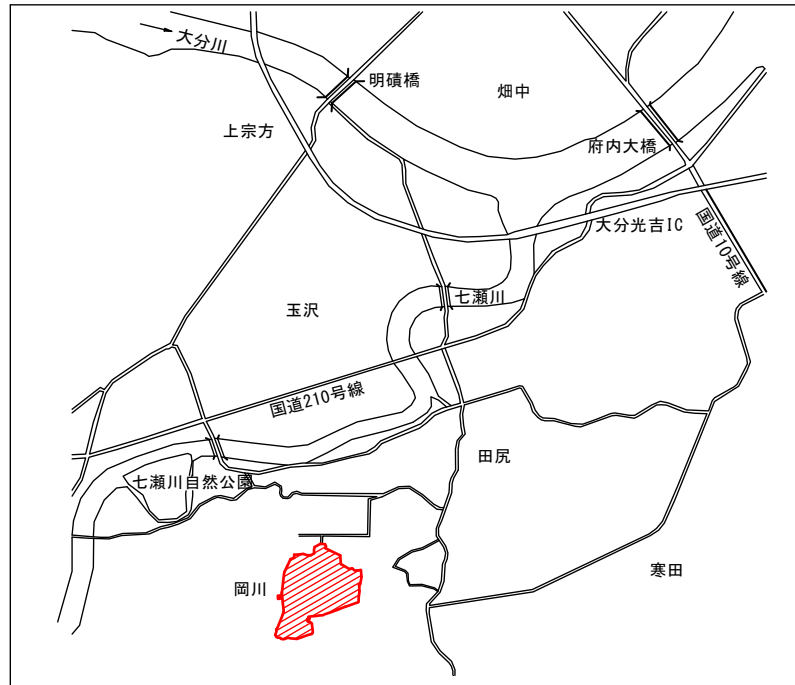 大分川
明磧橋
畑中
上宗方
府内大橋
大分光吉IC
国道10号線
七瀬川
玉沢
国道210号線
田尻
七瀬川自然公園
寒田
岡川